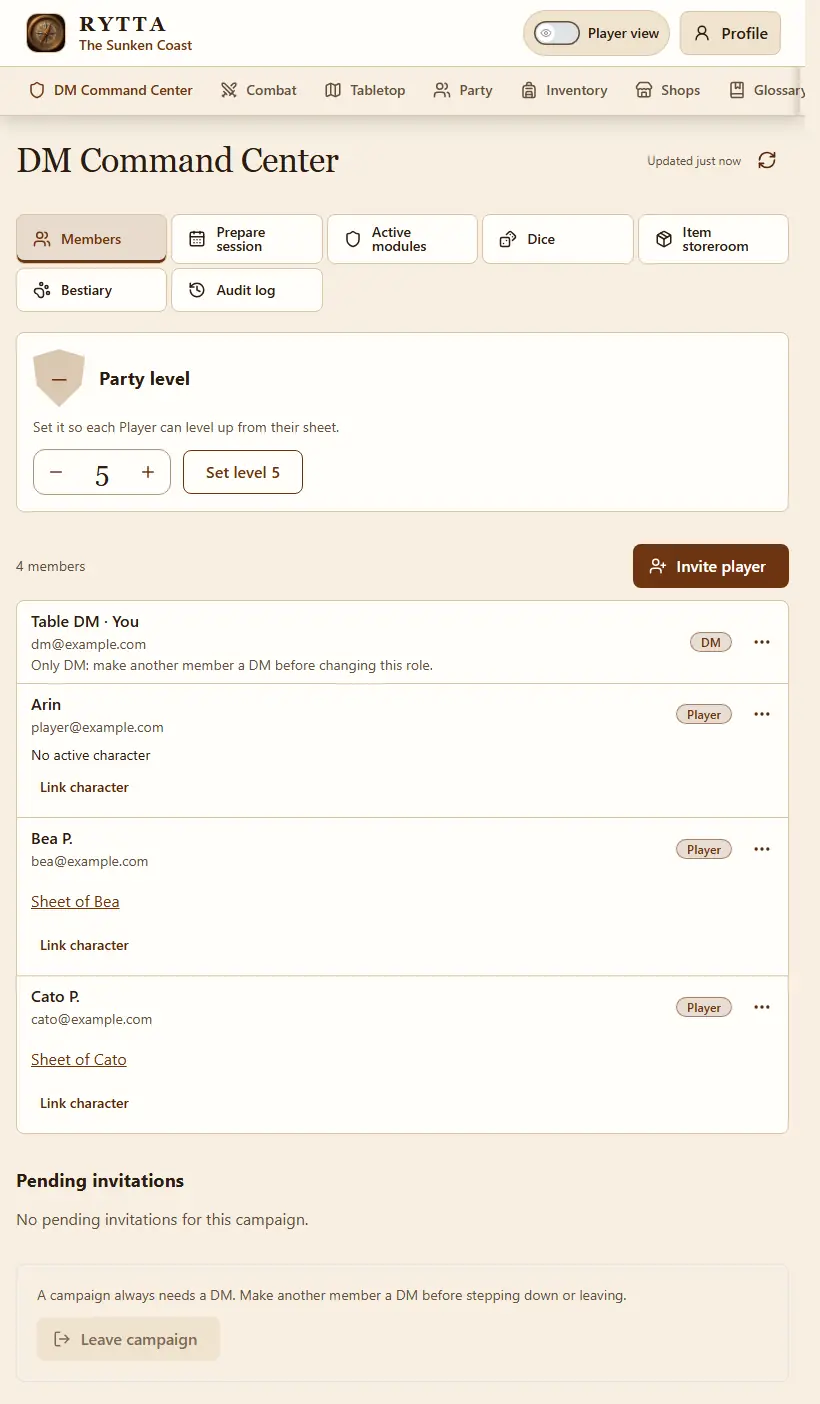 RYTTA
The Sunken Coast
Player view
Profile
DM Command Center
Combat
Tabletop
Party
Inventory
Shops
Glossary
DM Command Center
Updated just now
Members
Prepare
session
Active
modules
Dice
Item
storeroom
Bestiary
Audit log
–
Party level
Set it so each Player can level up from their sheet.
− 5 +
Set level 5
4 members
Invite player
Table DM · You
dm@example.com
Only DM: make another member a DM before changing this role.
DM
Arin
player@example.com
No active character
Link character
Player
Bea P.
bea@example.com
Sheet of Bea
Link character
Player
Cato P.
cato@example.com
Sheet of Cato
Link character
Player
Pending invitations
No pending invitations for this campaign.
A campaign always needs a DM. Make another member a DM before stepping down or leaving.
Leave campaign